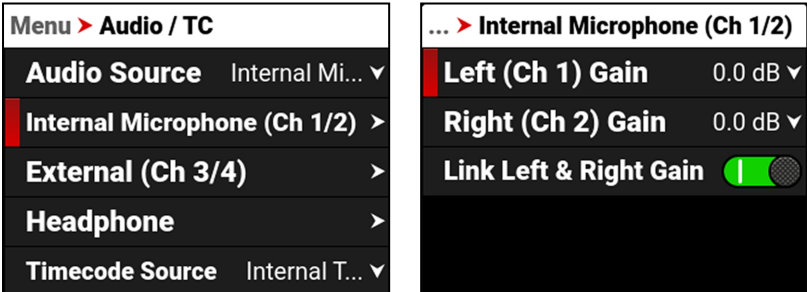 Menu > Audio / TC
Audio Source Internal Mi...
Internal Microphone (Ch 1/2)
External (Ch 3/4)
Headphone
Timecode Source Internal T...
... > Internal Microphone (Ch 1/2)
Left (Ch 1) Gain 0.0 dB
Right (Ch 2) Gain 0.0 dB
Link Left & Right Gain